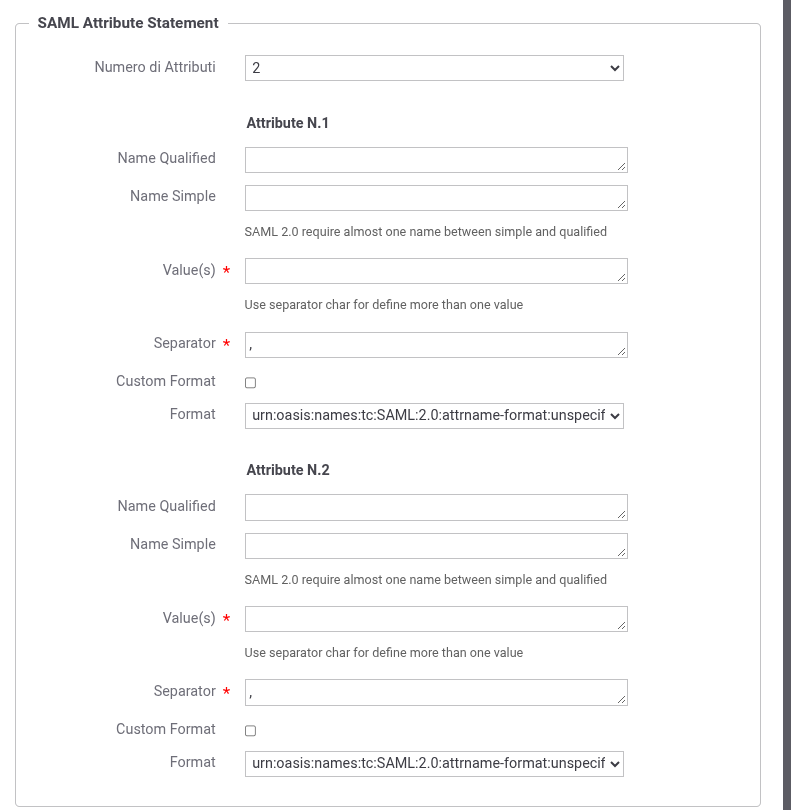 SAML Attribute Statement
Numero di Attributi 2
Attribute N.1
Name Qualified
Name Simple
SAML 2.0 require almost one name between simple and qualified
Value(s) *
Use separator char for define more than one value
Separator * ,
Custom Format
Format urn:oasis:names:tc:SAML:2.0:attrname-format:unspecif
Attribute N.2
Name Qualified
Name Simple
SAML 2.0 require almost one name between simple and qualified
Value(s) *
Use separator char for define more than one value
Separator * ,
Custom Format
Format urn:oasis:names:tc:SAML:2.0:attrname-format:unspecif